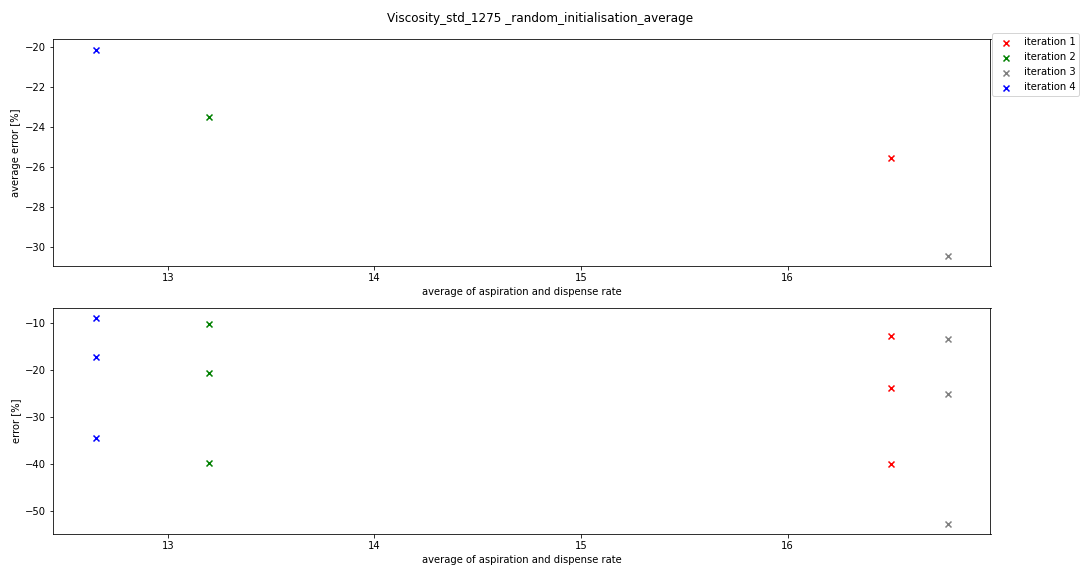 Viscosity_std_1275 _random_initialisation_average
iteration 1
iteration 2
iteration 3
iteration 4
average error [%]
−20
−22
−24
−26
−28
−30
13
14
15
16
average of aspiration and dispense rate
error [%]
−10
−20
−30
−40
−50
13
14
15
16
average of aspiration and dispense rate